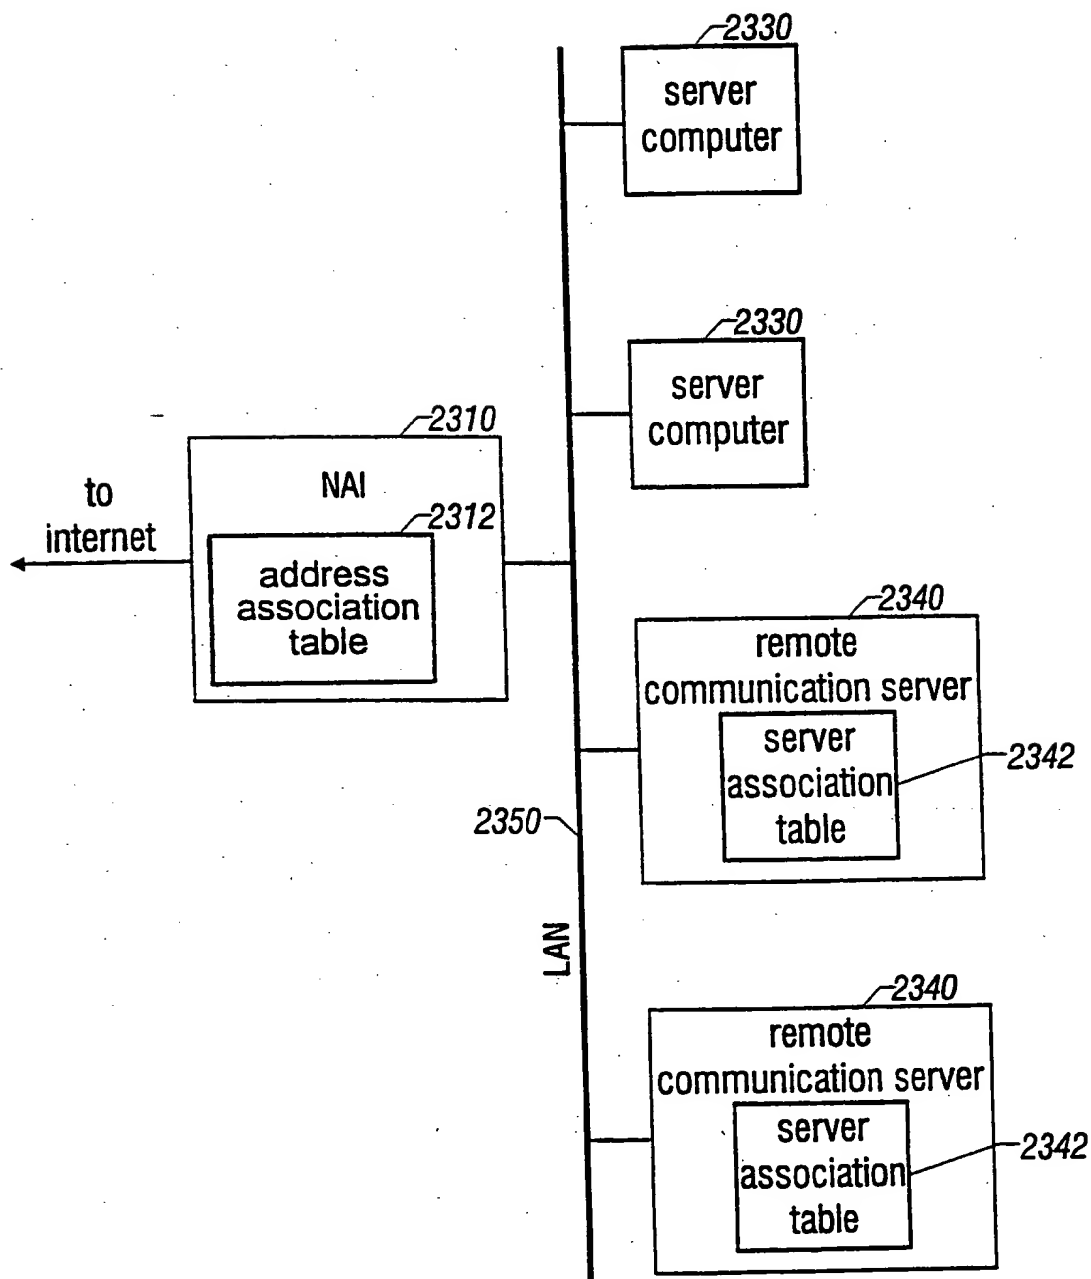 2330
server
computer
2330
server
computer
2310
NAI
to
internet
2312
address
association
table
2340
remote
communication server
server
association
table
2342
2350
LAN
2340
remote
communication server
server
association
table
2342